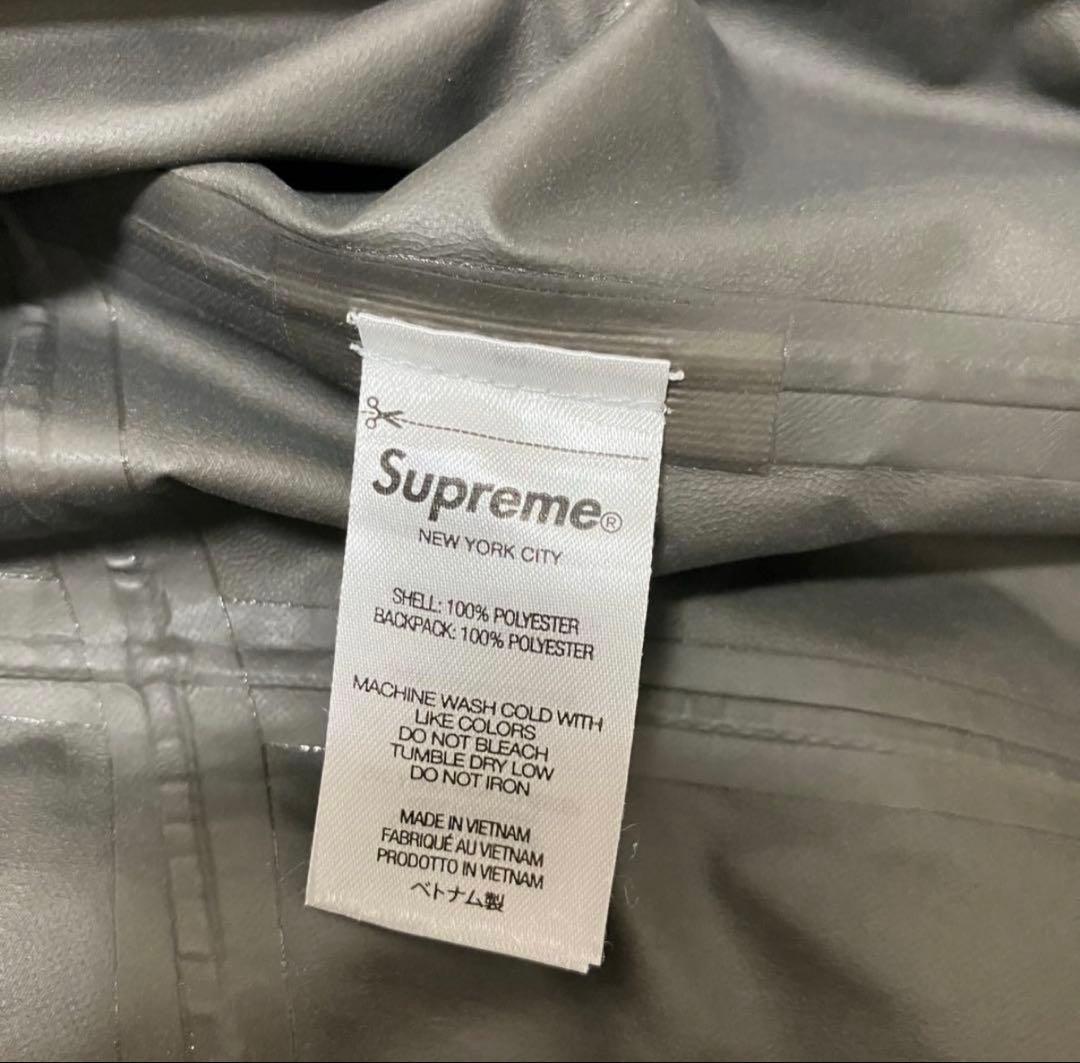 Supreme®
NEW YORK CITY
SHELL: 100% POLYESTER
BACKPACK: 100% POLYESTER
MACHINE WASH COLD WITH
LIKE COLORS
DO NOT BLEACH
TUMBLE DRY LOW
DO NOT IRON
MADE IN VIETNAM
FABRIQUÉ AU VIETNAM
PRODOTTO IN VIETNAM
ベトナム製